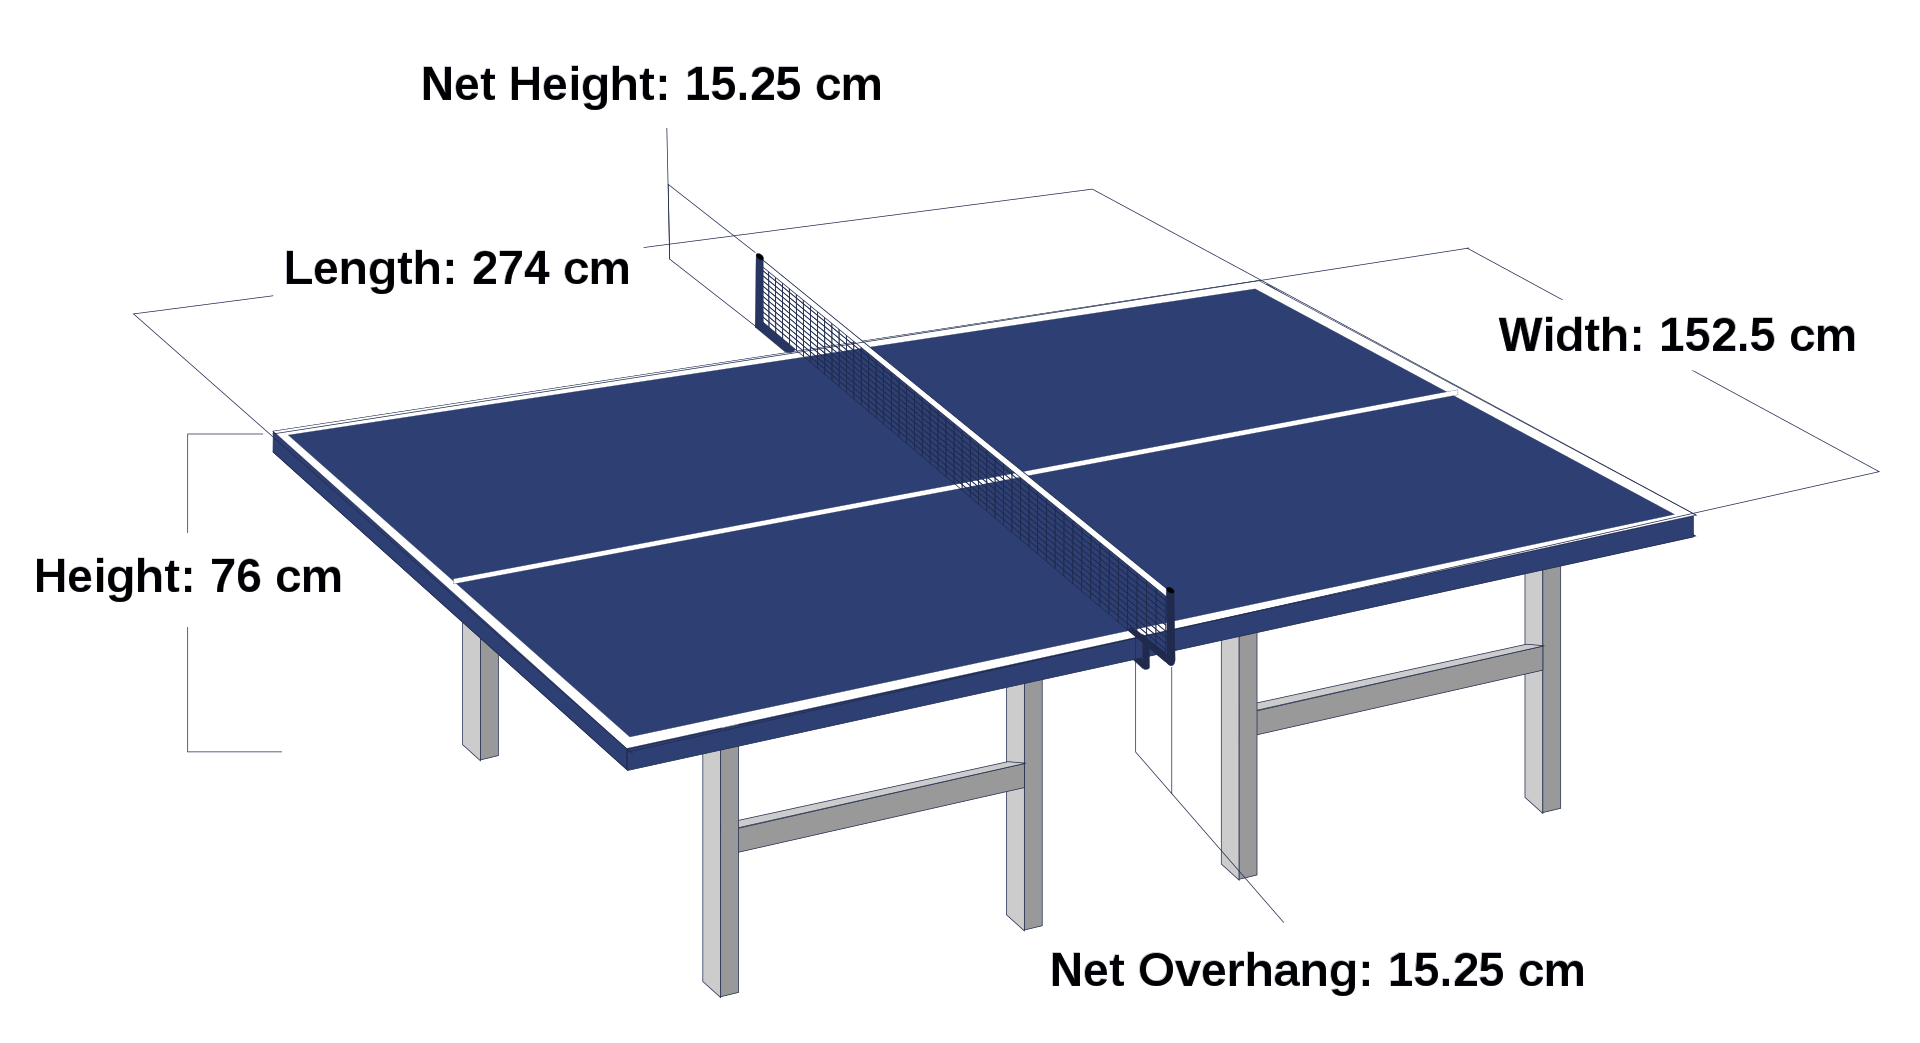 Net Height: 15.25 cm
Length: 274 cm
Width: 152.5 cm
Height: 76 cm
Net Overhang: 15.25 cm